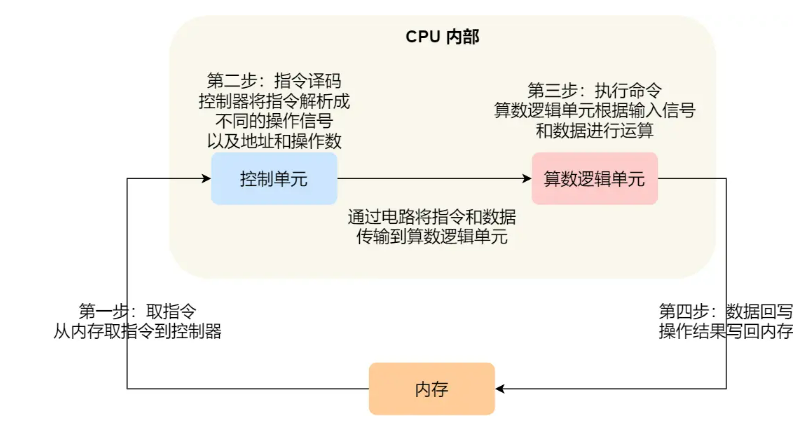 CPU 内部
第二步：指令译码
控制器将指令解析成
不同的操作信号
以及地址和操作数
第三步：执行命令
算数逻辑单元根据输入信号
和数据进行运算
控制单元
算数逻辑单元
通过电路将指令和数据
传输到算数逻辑单元
第一步：取指令
从内存取指令到控制器
第四步：数据回写
操作结果写回内存
内存